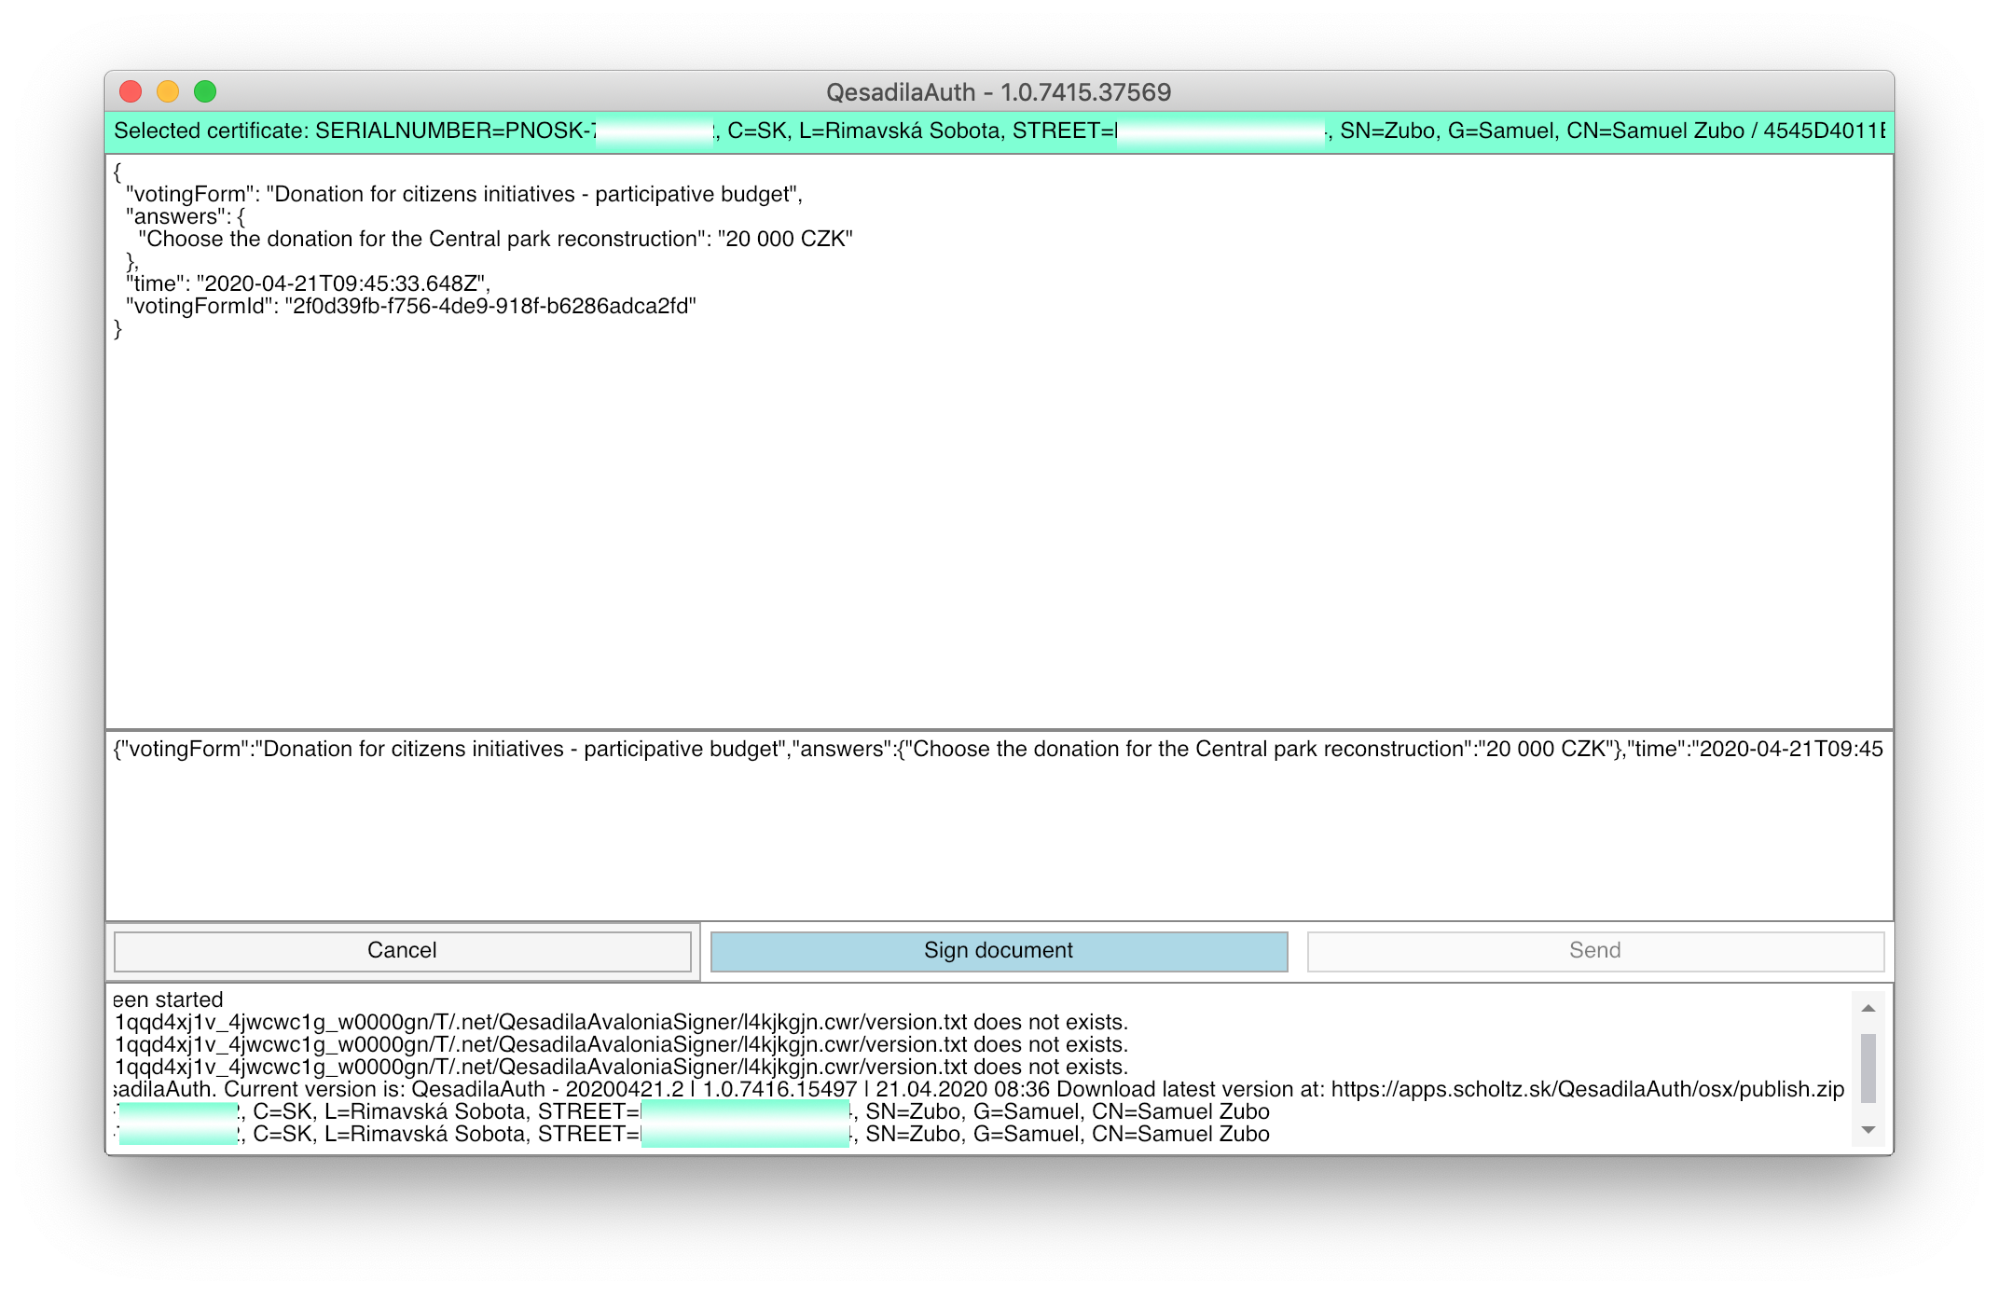 QesadilaAuth - 1.0.7415.37569
Selected certificate: SERIALNUMBER=PNOSK-7 , C=SK, L=Rimavská Sobota, STREET= , SN=Zubo, G=Samuel, CN=Samuel Zubo / 4545D4011
{
"votingForm": "Donation for citizens initiatives - participative budget",
"answers": {
"Choose the donation for the Central park reconstruction": "20 000 CZK"
},
"time": "2020-04-21T09:45:33.648Z",
"votingFormId": "2f0d39fb-f756-4de9-918f-b6286adca2fd"
}
{"votingForm":"Donation for citizens initiatives - participative budget","answers":{"Choose the donation for the Central park reconstruction":"20 000 CZK"},"time":"2020-04-21T09:45
Cancel
Sign document
Send
een started
1qqd4xj1v_4jwcwc1g_w0000gn/T/.net/QesadilaAvaloniaSigner/l4kjkgjn.cwr/version.txt does not exists.
1qqd4xj1v_4jwcwc1g_w0000gn/T/.net/QesadilaAvaloniaSigner/l4kjkgjn.cwr/version.txt does not exists.
1qqd4xj1v_4jwcwc1g_w0000gn/T/.net/QesadilaAvaloniaSigner/l4kjkgjn.cwr/version.txt does not exists.
sadilaAuth. Current version is: QesadilaAuth - 20200421.2 | 1.0.7416.15497 | 21.04.2020 08:36 Download latest version at: https://apps.scholtz.sk/QesadilaAuth/osx/publish.zip
, C=SK, L=Rimavská Sobota, STREET= , SN=Zubo, G=Samuel, CN=Samuel Zubo
, C=SK, L=Rimavská Sobota, STREET= , SN=Zubo, G=Samuel, CN=Samuel Zubo